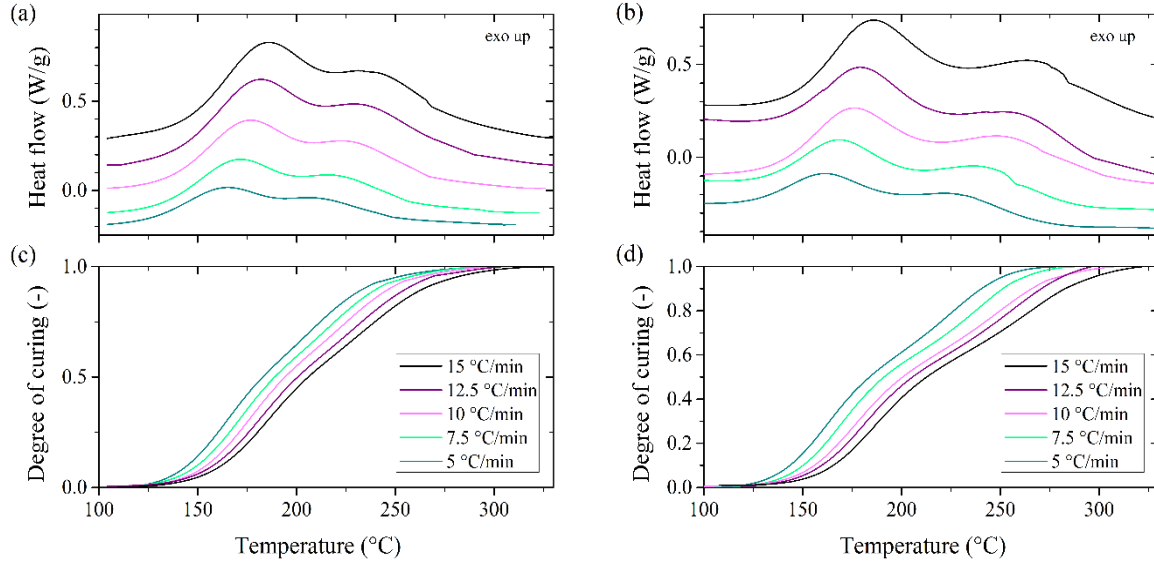 (a)
exo up
Heat flow (W/g)
0.5
0.0
(b)
exo up
Heat flow (W/g)
0.5
0.0
(c)
Degree of curing (-)
1.0
0.5
0.0
15 °C/min
12.5 °C/min
10 °C/min
7.5 °C/min
5 °C/min
100 150 200 250 300
Temperature (°C)
(d)
Degree of curing (-)
1.0
0.8
0.6
0.4
0.2
0.0
15 °C/min
12.5 °C/min
10 °C/min
7.5 °C/min
5 °C/min
100 150 200 250 300
Temperature (°C)